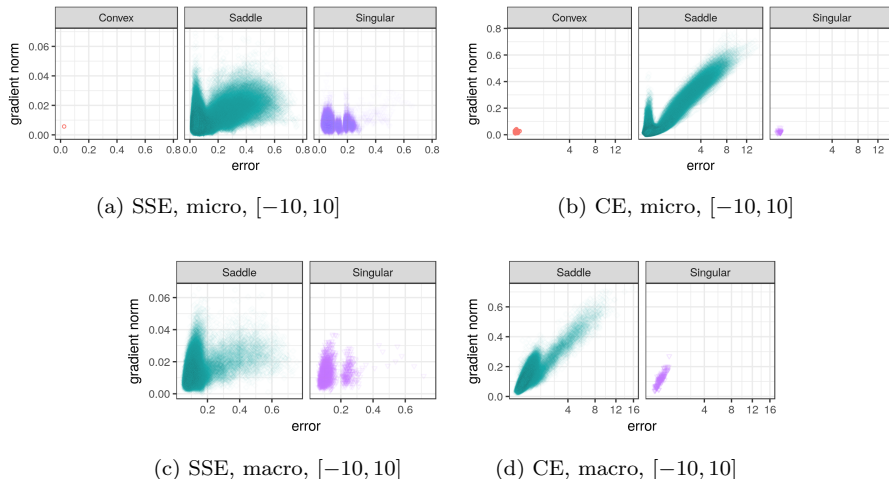 Convex Saddle Singular
gradient norm
0.06
0.04
0.02
0.00
0.0 0.2 0.4 0.6 0.8 0.0 0.2 0.4 0.6 0.8 0.0 0.2 0.4 0.6 0.8
error
(a) SSE, micro, [−10, 10]
Convex Saddle Singular
gradient norm
0.8
0.6
0.4
0.2
0.0
4 8 12 4 8 12 4 8 12
error
(b) CE, micro, [−10, 10]
Saddle Singular
gradient norm
0.06
0.04
0.02
0.00
0.2 0.4 0.6 0.2 0.4 0.6
error
(c) SSE, macro, [−10, 10]
Saddle Singular
gradient norm
0.6
0.4
0.2
0.0
4 8 12 16 4 8 12 16
error
(d) CE, macro, [−10, 10]